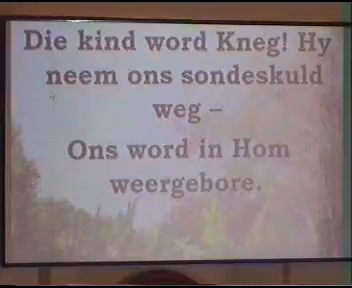 Die kind word Kneg! Hy
neem ons sondeskuld
weg –
Ons word in Hom
weergebore.